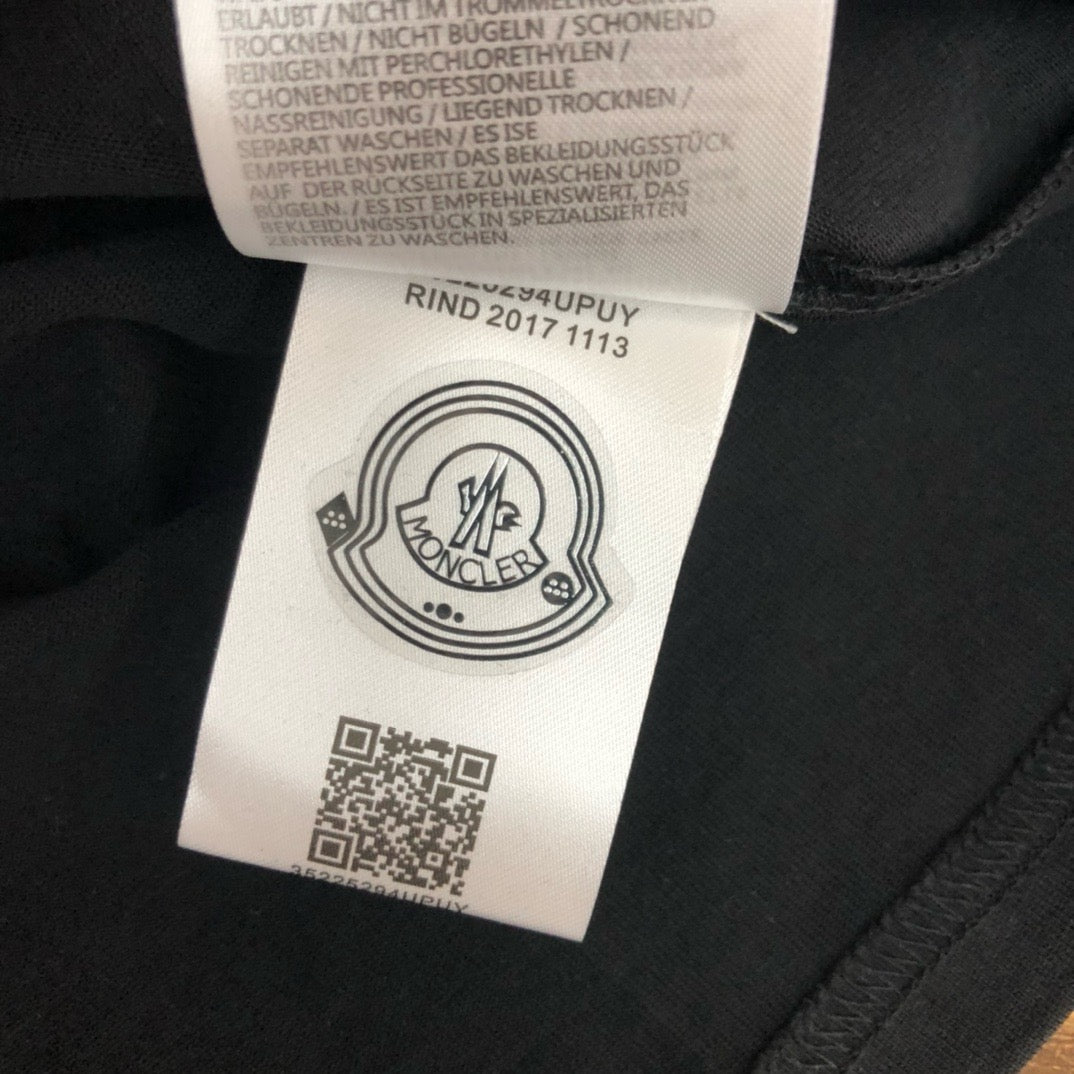 ERLAUBT / NICHT IM TROMMELTROCKNER
TROCKNEN / NICHT BÜGELN / SCHONEND
REINIGEN MIT PERCHLORETHYLEN /
SCHONENDE PROFESSIONELLE
NASSREINIGUNG / LIEGEND TROCKNEN /
SEPARAT WASCHEN / ES ISE
EMPFEHLENSWERT DAS BEKLEIDUNGSSTÜCK
AUF DER RÜCKSEITE ZU WASCHEN UND
BÜGELN. / ES IST EMPFEHLENSWERT, DAS
BEKLEIDUNGSSTÜCK IN SPEZIALISIERTEN
ZENTREN ZU WASCHEN.
RIND 2017 1113
MONCLER
35225294UPUY